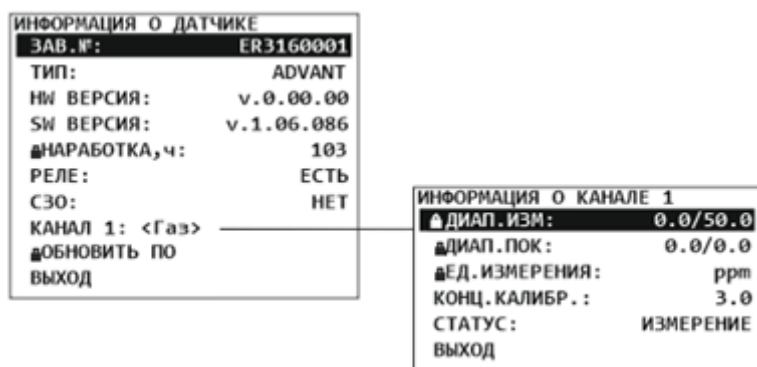 ИНФОРМАЦИЯ О ДАТЧИКЕ
ЗАВ.№: ER3160001
ТИП: ADVANT
HW ВЕРСИЯ: v.0.00.00
SW ВЕРСИЯ: v.1.06.086
НАРАБОТКА,ч: 103
РЕЛЕ: ЕСТЬ
СЗО: НЕТ
КАНАЛ 1: <Газ>
ОБНОВИТЬ ПО
ВЫХОД
ИНФОРМАЦИЯ О КАНАЛЕ 1
ДИАП.ИЗМ: 0.0/50.0
ДИАП.ПОК: 0.0/0.0
ЕД.ИЗМЕРЕНИЯ: ppm
КОНЦ.КАЛИБР.: 3.0
СТАТУС: ИЗМЕРЕНИЕ
ВЫХОД